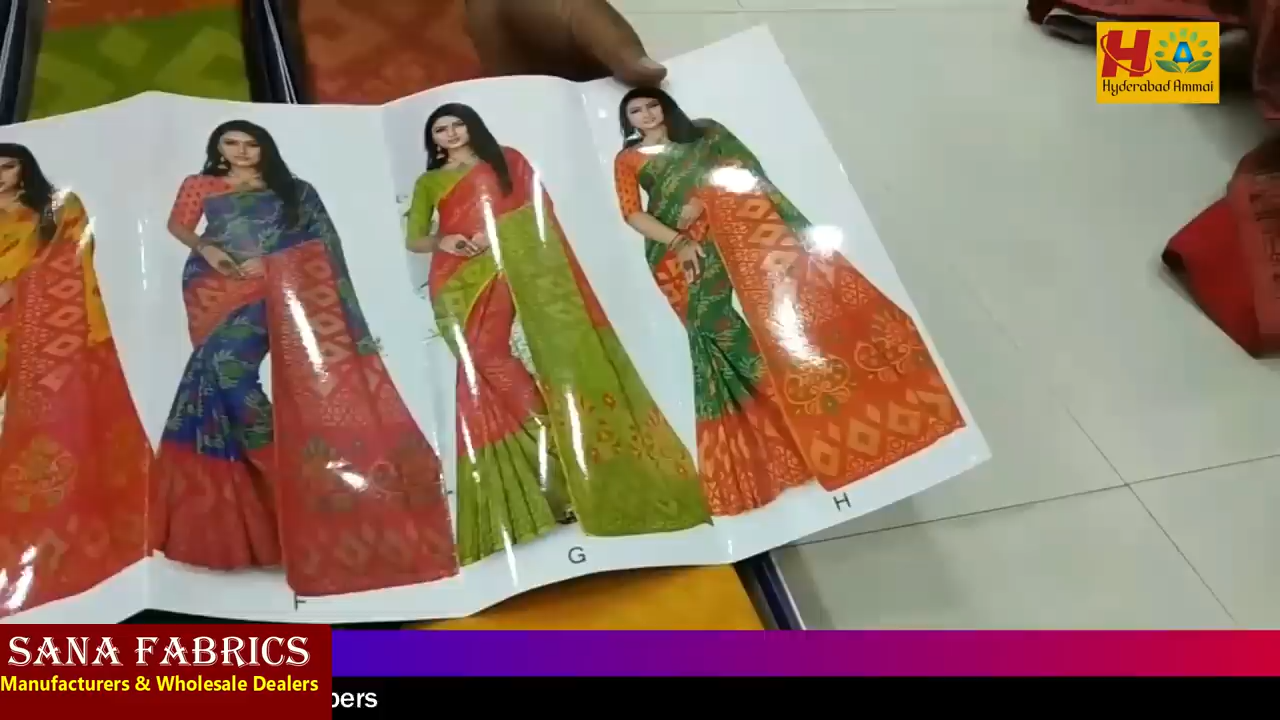 H A
Hyderabad Ammai
F
G
H
SANA FABRICS
Manufacturers & Wholesale Dealers